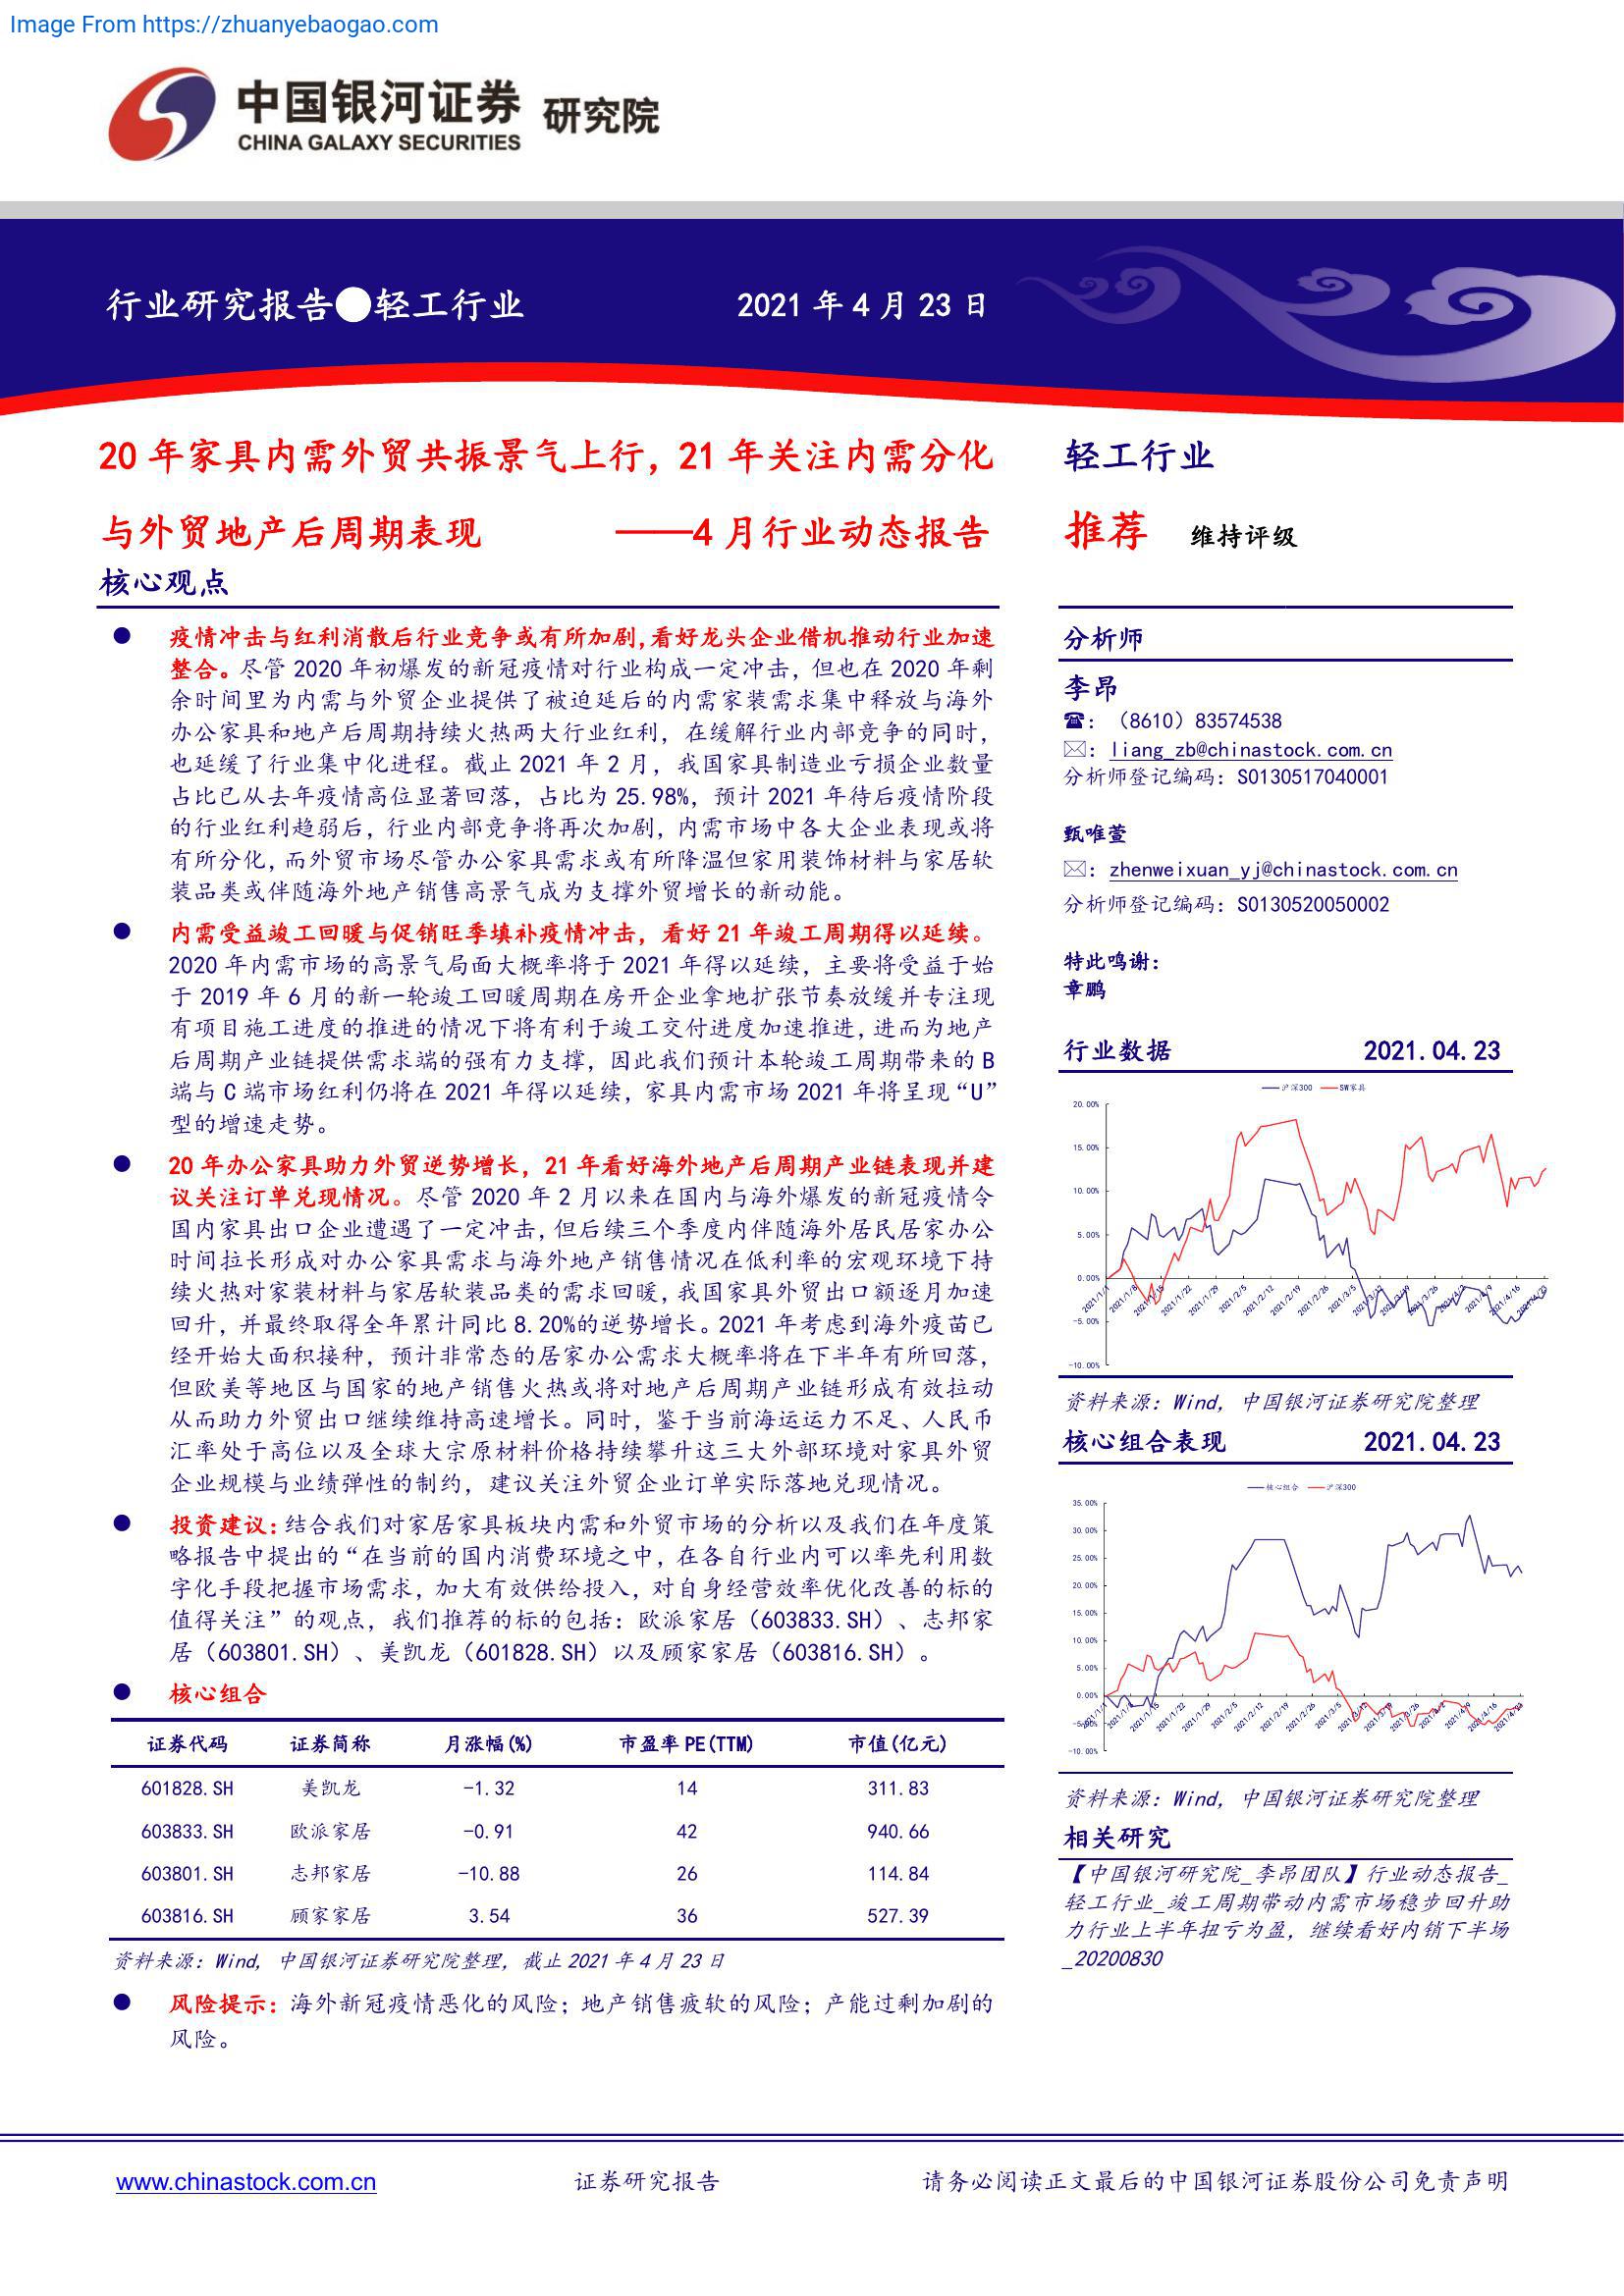 Image From https://zhuanyebaogao.com
中国银河证券 研究院
CHINA GALAXY SECURITIES
行业研究报告●轻工行业 2021 年 4 月 23 日
20 年家具内需外贸共振景气上行，21 年关注内需分化
与外贸地产后周期表现 ——4 月行业动态报告
核心观点
● 疫情冲击与红利消散后行业竞争或有所加剧，看好龙头企业借机推动行业加速
整合。尽管 2020 年初爆发的新冠疫情对行业构成一定冲击，但也在 2020 年剩
余时间里为内需与外贸企业提供了被迫延后的内需家装需求集中释放与海外
办公家具和地产后周期持续火热两大行业红利，在缓解行业内部竞争的同时，
也延缓了行业集中化进程。截止 2021 年 2 月，我国家具制造业亏损企业数量
占比已从去年疫情高位显著回落，占比为 25.98%，预计 2021 年待后疫情阶段
的行业红利趋弱后，行业内部竞争将再次加剧，内需市场中各大企业表现或将
有所分化，而外贸市场尽管办公家具需求或有所降温但家用装饰材料与家居软
装品类或伴随海外地产销售高景气成为支撑外贸增长的新动能。
● 内需受益竣工回暖与促销旺季填补疫情冲击，看好 21 年竣工周期得以延续。
2020 年内需市场的高景气局面大概率将于 2021 年得以延续，主要将受益于始
于 2019 年 6 月的新一轮竣工回暖周期在房开企业拿地扩张节奏放缓并专注现
有项目施工进度的推进的情况下将有利于竣工交付进度加速推进，进而为地产
后周期产业链提供需求端的强有力支撑，因此我们预计本轮竣工周期带来的 B
端与 C 端市场红利仍将在 2021 年得以延续，家具内需市场 2021 年将呈现“U”
型的增速走势。
● 20 年办公家具助力外贸逆势增长，21 年看好海外地产后周期产业链表现并建
议关注订单兑现情况。尽管 2020 年 2 月以来在国内与海外爆发的新冠疫情令
国内家具出口企业遭遇了一定冲击，但后续三个季度内伴随海外居民居家办公
时间拉长形成对办公家具需求与海外地产销售情况在低利率的宏观环境下持
续火热对家装材料与家居软装品类的需求回暖，我国家具外贸出口额逐月加速
回升，并最终取得全年累计同比 8.20%的逆势增长。2021 年考虑到海外疫苗已
经开始大面积接种，预计非常态的居家办公需求大概率将在下半年有所回落，
但欧美等地区与国家的地产销售火热或将对地产后周期产业链形成有效拉动
从而助力外贸出口继续维持高速增长。同时，鉴于当前海运运力不足、人民币
汇率处于高位以及全球大宗原材料价格持续攀升这三大外部环境对家具外贸
企业规模与业绩弹性的制约，建议关注外贸企业订单实际落地兑现情况。
● 投资建议：结合我们对家居家具板块内需和外贸市场的分析以及我们在年度策
略报告中提出的“在当前的国内消费环境之中，在各自行业内可以率先利用数
字化手段把握市场需求，加大有效供给投入，对自身经营效率优化改善的标的
值得关注”的观点，我们推荐的标的包括：欧派家居（603833.SH）、志邦家
居（603801.SH）、美凯龙（601828.SH）以及顾家家居（603816.SH）。
● 核心组合
证券代码 证券简称 月涨幅(%) 市盈率 PE(TTM) 市值(亿元)
601828.SH 美凯龙 -1.32 14 311.83
603833.SH 欧派家居 -0.91 42 940.66
603801.SH 志邦家居 -10.88 26 114.84
603816.SH 顾家家居 3.54 36 527.39
资料来源：Wind，中国银河证券研究院整理，截止 2021 年 4 月 23 日
● 风险提示：海外新冠疫情恶化的风险；地产销售疲软的风险；产能过剩加剧的
风险。
轻工行业
推荐 维持评级
分析师
李昂
☎：（8610）83574538
✉：liang_zb@chinastock.com.cn
分析师登记编码：S0130517040001
甄唯萱
✉：zhenweixuan_yj@chinastock.com.cn
分析师登记编码：S0130520050002
特此鸣谢：
章鹏
行业数据 2021.04.23
沪深300 SW家具
20.00%
15.00%
10.00%
5.00%
0.00%
-5.00%
-10.00%
2021/1/1 2021/1/8 2021/1/15 2021/1/22 2021/1/29 2021/2/5 2021/2/12 2021/2/19 2021/2/26 2021/3/5 2021/3/12 2021/3/19 2021/3/26 2021/4/2 2021/4/9 2021/4/16 2021/4/23
资料来源：Wind，中国银河证券研究院整理
核心组合表现 2021.04.23
核心组合 沪深300
35.00%
30.00%
25.00%
20.00%
15.00%
10.00%
5.00%
0.00%
-5.00%
-10.00%
2021/1/1 2021/1/8 2021/1/15 2021/1/22 2021/1/29 2021/2/5 2021/2/12 2021/2/19 2021/2/26 2021/3/5 2021/3/12 2021/3/19 2021/3/26 2021/4/2 2021/4/9 2021/4/16 2021/4/23
资料来源：Wind，中国银河证券研究院整理
相关研究
【中国银河研究院_李昂团队】行业动态报告_
轻工行业_竣工周期带动内需市场稳步回升助
力行业上半年扭亏为盈，继续看好内销下半场
_20200830
www.chinastock.com.cn 证券研究报告 请务必阅读正文最后的中国银河证券股份公司免责声明